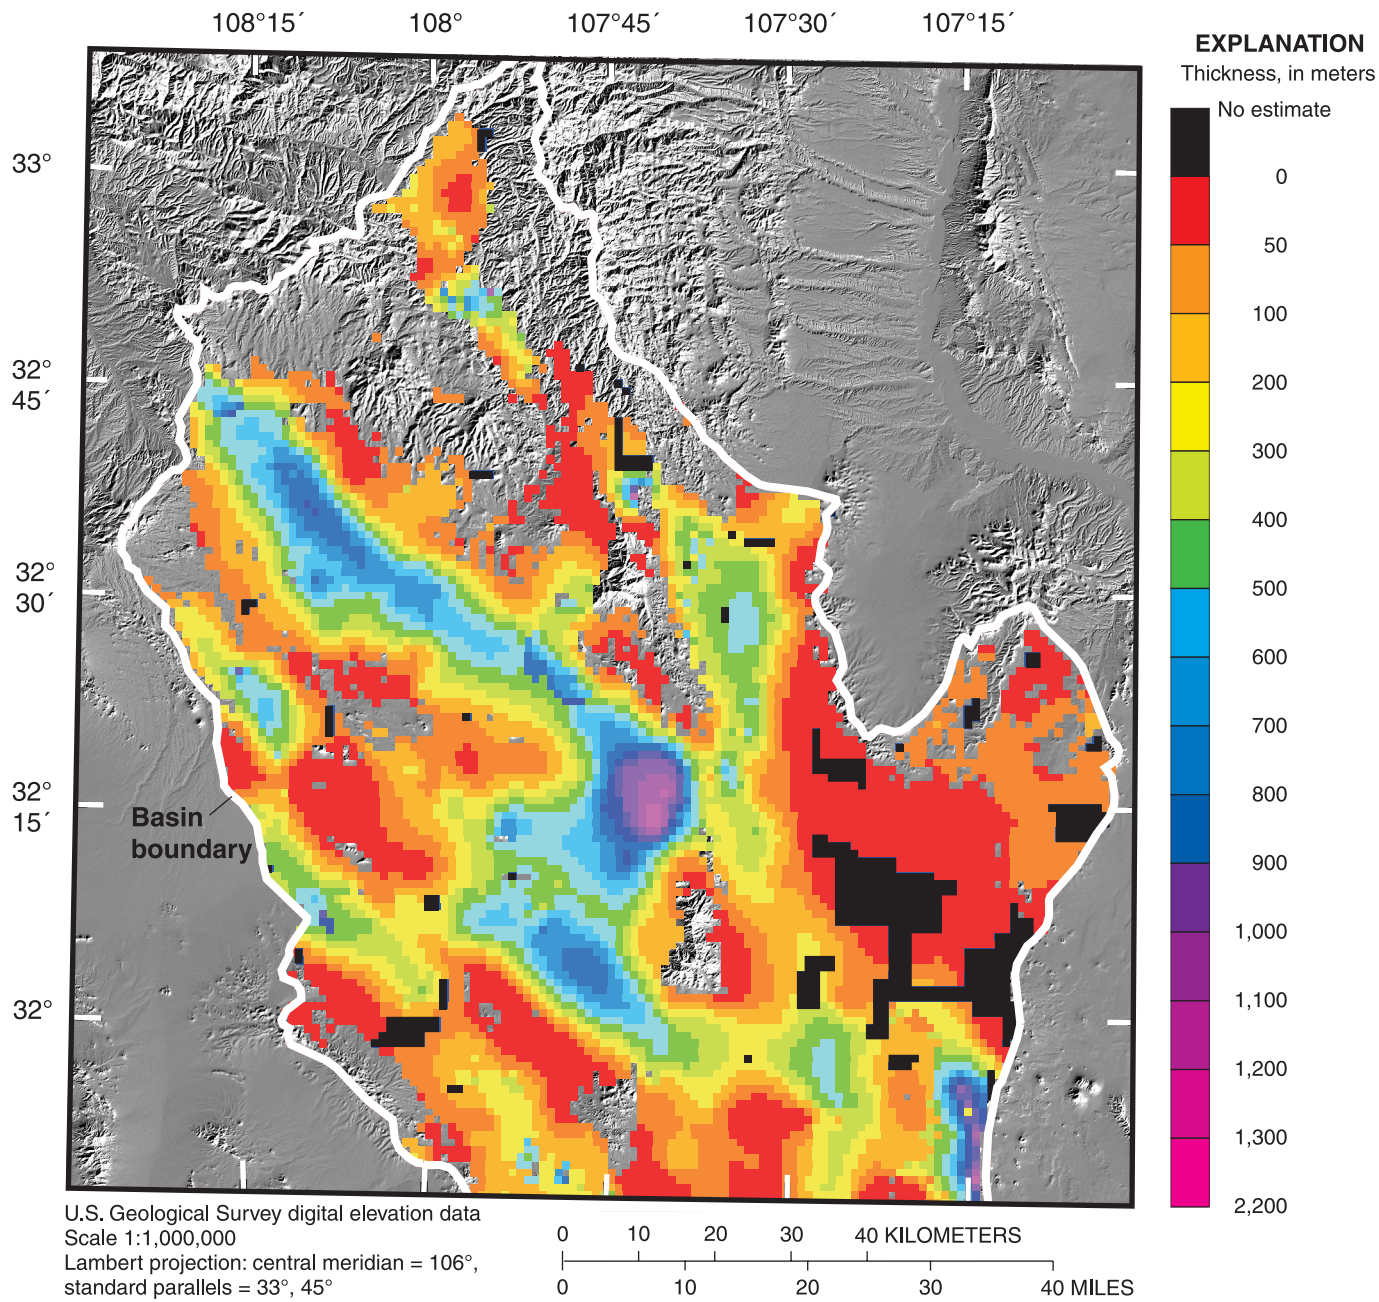 108°15´ 108° 107°45´ 107°30´ 107°15´
EXPLANATION
Thickness, in meters
No estimate
0
50
100
200
300
400
500
600
700
800
900
1,000
1,100
1,200
1,300
2,200
33°
32°
45´
32°
30´
32°
15´
32°
Basin
boundary
U.S. Geological Survey digital elevation data
Scale 1:1,000,000
Lambert projection: central meridian = 106°,
standard parallels = 33°, 45°
0 10 20 30 40 KILOMETERS
0 10 20 30 40 MILES